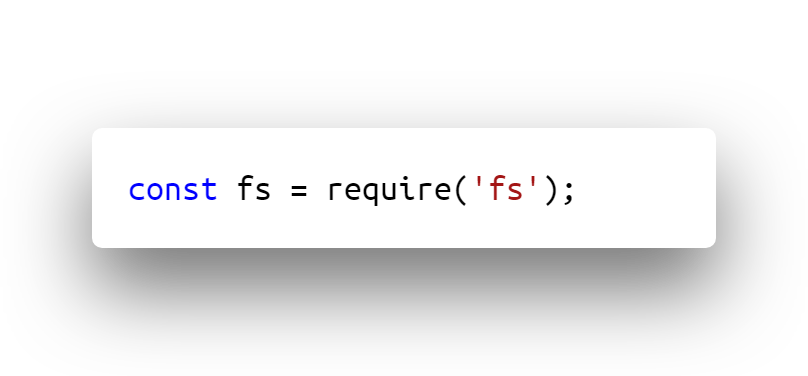 const fs = require('fs');